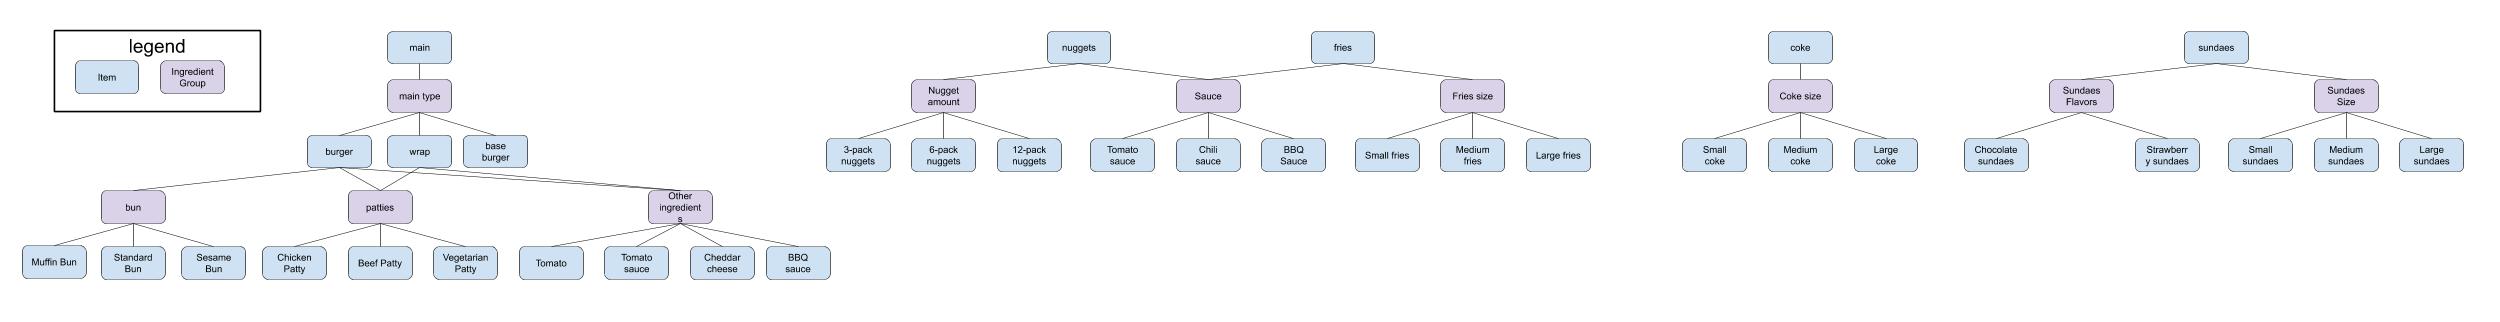 legend
Item
Ingredient
Group
main
nuggets
fries
coke
sundaes
main type
Nugget
amount
Sauce
Fries size
Coke size
Sundaes
Flavors
Sundaes
Size
burger
wrap
base
burger
3-pack
nuggets
6-pack
nuggets
12-pack
nuggets
Tomato
sauce
Chili
sauce
BBQ
Sauce
Small fries
Medium
fries
Large fries
Small
coke
Medium
coke
Large
coke
Chocolate
sundaes
Strawberr
y sundaes
Small
sundaes
Medium
sundaes
Large
sundaes
bun
patties
Other
ingredient
s
Muffin Bun
Standard
Bun
Sesame
Bun
Chicken
Patty
Beef Patty
Vegetarian
Patty
Tomato
Tomato
sauce
Cheddar
cheese
BBQ
sauce